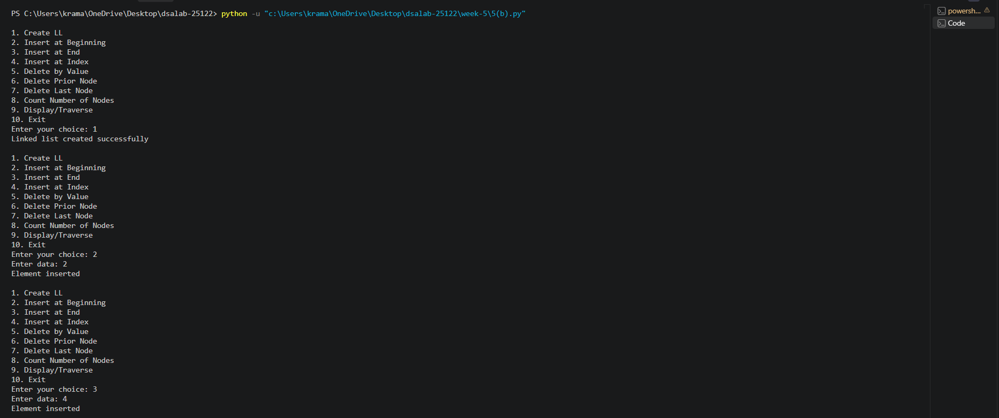 PS C:\Users\krama\OneDrive\Desktop\dsalab-25122> python -u "c:\Users\krama\OneDrive\Desktop\dsalab-25122\week-5\5(b).py"
1. Create LL
2. Insert at Beginning
3. Insert at End
4. Insert at Index
5. Delete by Value
6. Delete Prior Node
7. Delete Last Node
8. Count Number of Nodes
9. Display/Traverse
10. Exit
Enter your choice: 1
Linked list created successfully
1. Create LL
2. Insert at Beginning
3. Insert at End
4. Insert at Index
5. Delete by Value
6. Delete Prior Node
7. Delete Last Node
8. Count Number of Nodes
9. Display/Traverse
10. Exit
Enter your choice: 2
Enter data: 2
Element inserted
1. Create LL
2. Insert at Beginning
3. Insert at End
4. Insert at Index
5. Delete by Value
6. Delete Prior Node
7. Delete Last Node
8. Count Number of Nodes
9. Display/Traverse
10. Exit
Enter your choice: 3
Enter data: 4
Element inserted
powersh...
Code